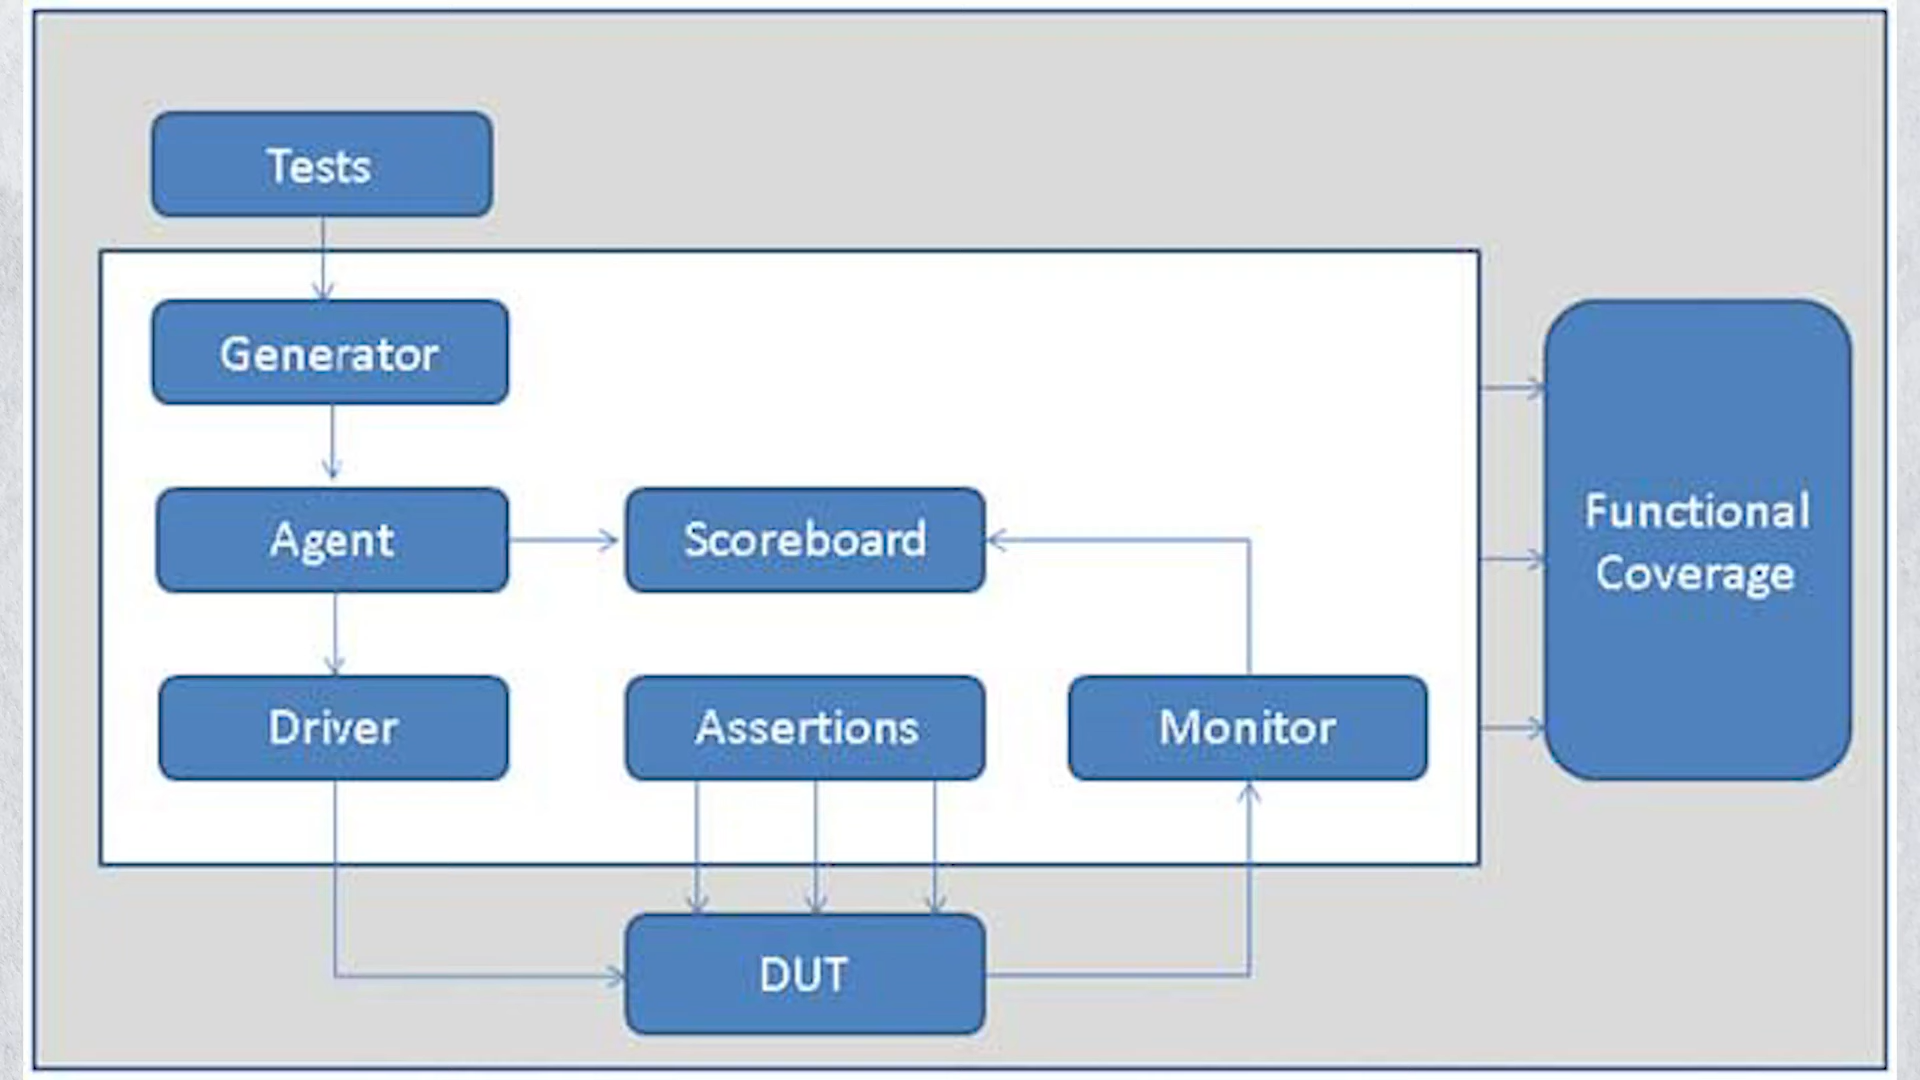 Tests
Generator
Agent
Scoreboard
Functional
Coverage
Driver
Assertions
Monitor
DUT